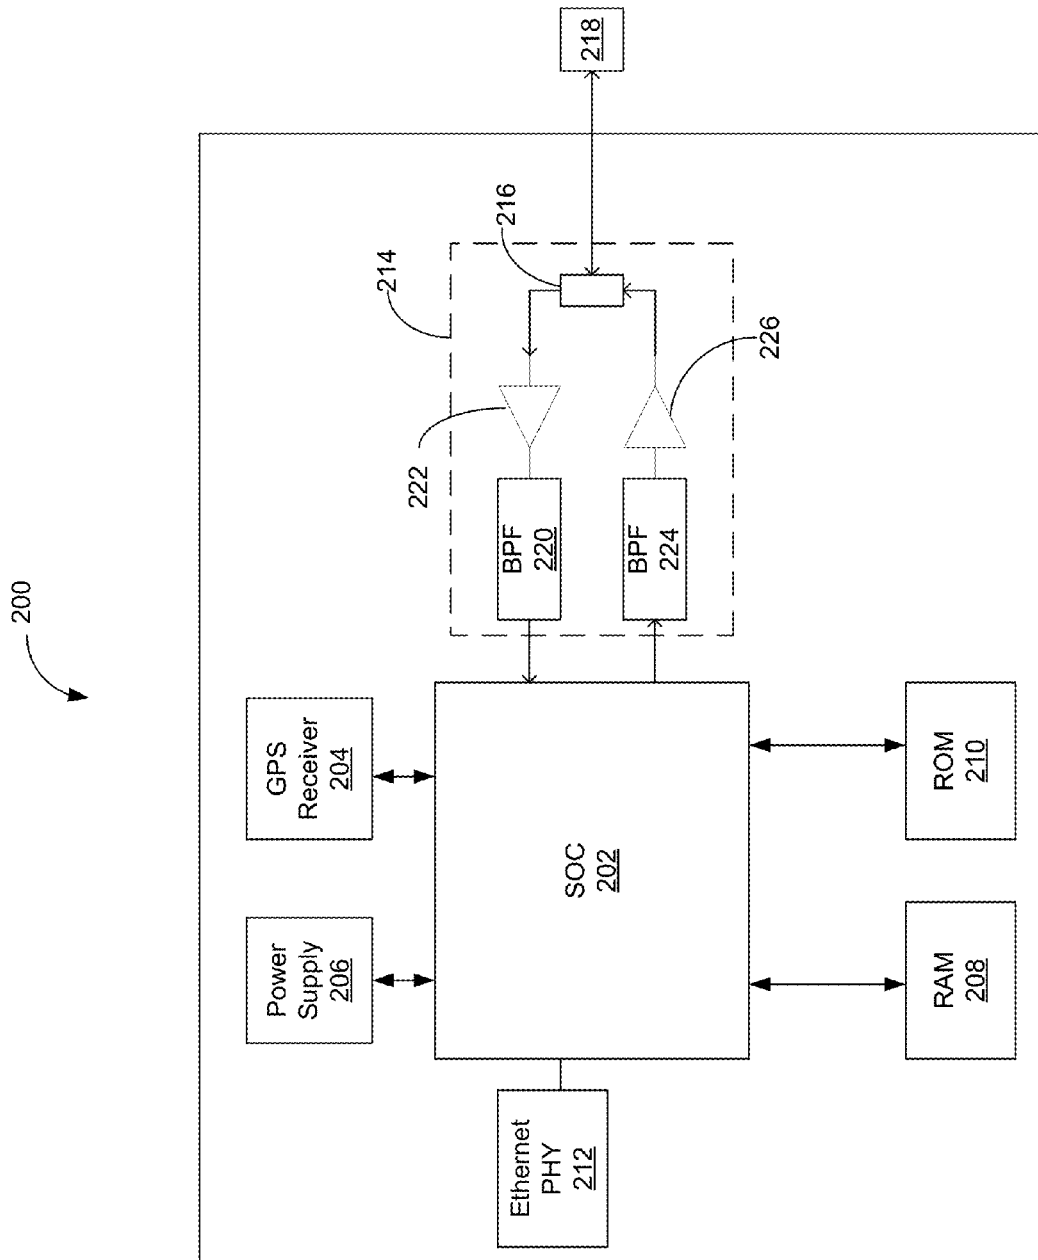 200
218
216
214
226
222
BPF
220
BPF
224
GPS
Receiver
204
Power
Supply
206
SOC
202
ROM
210
RAM
208
Ethernet
PHY
212